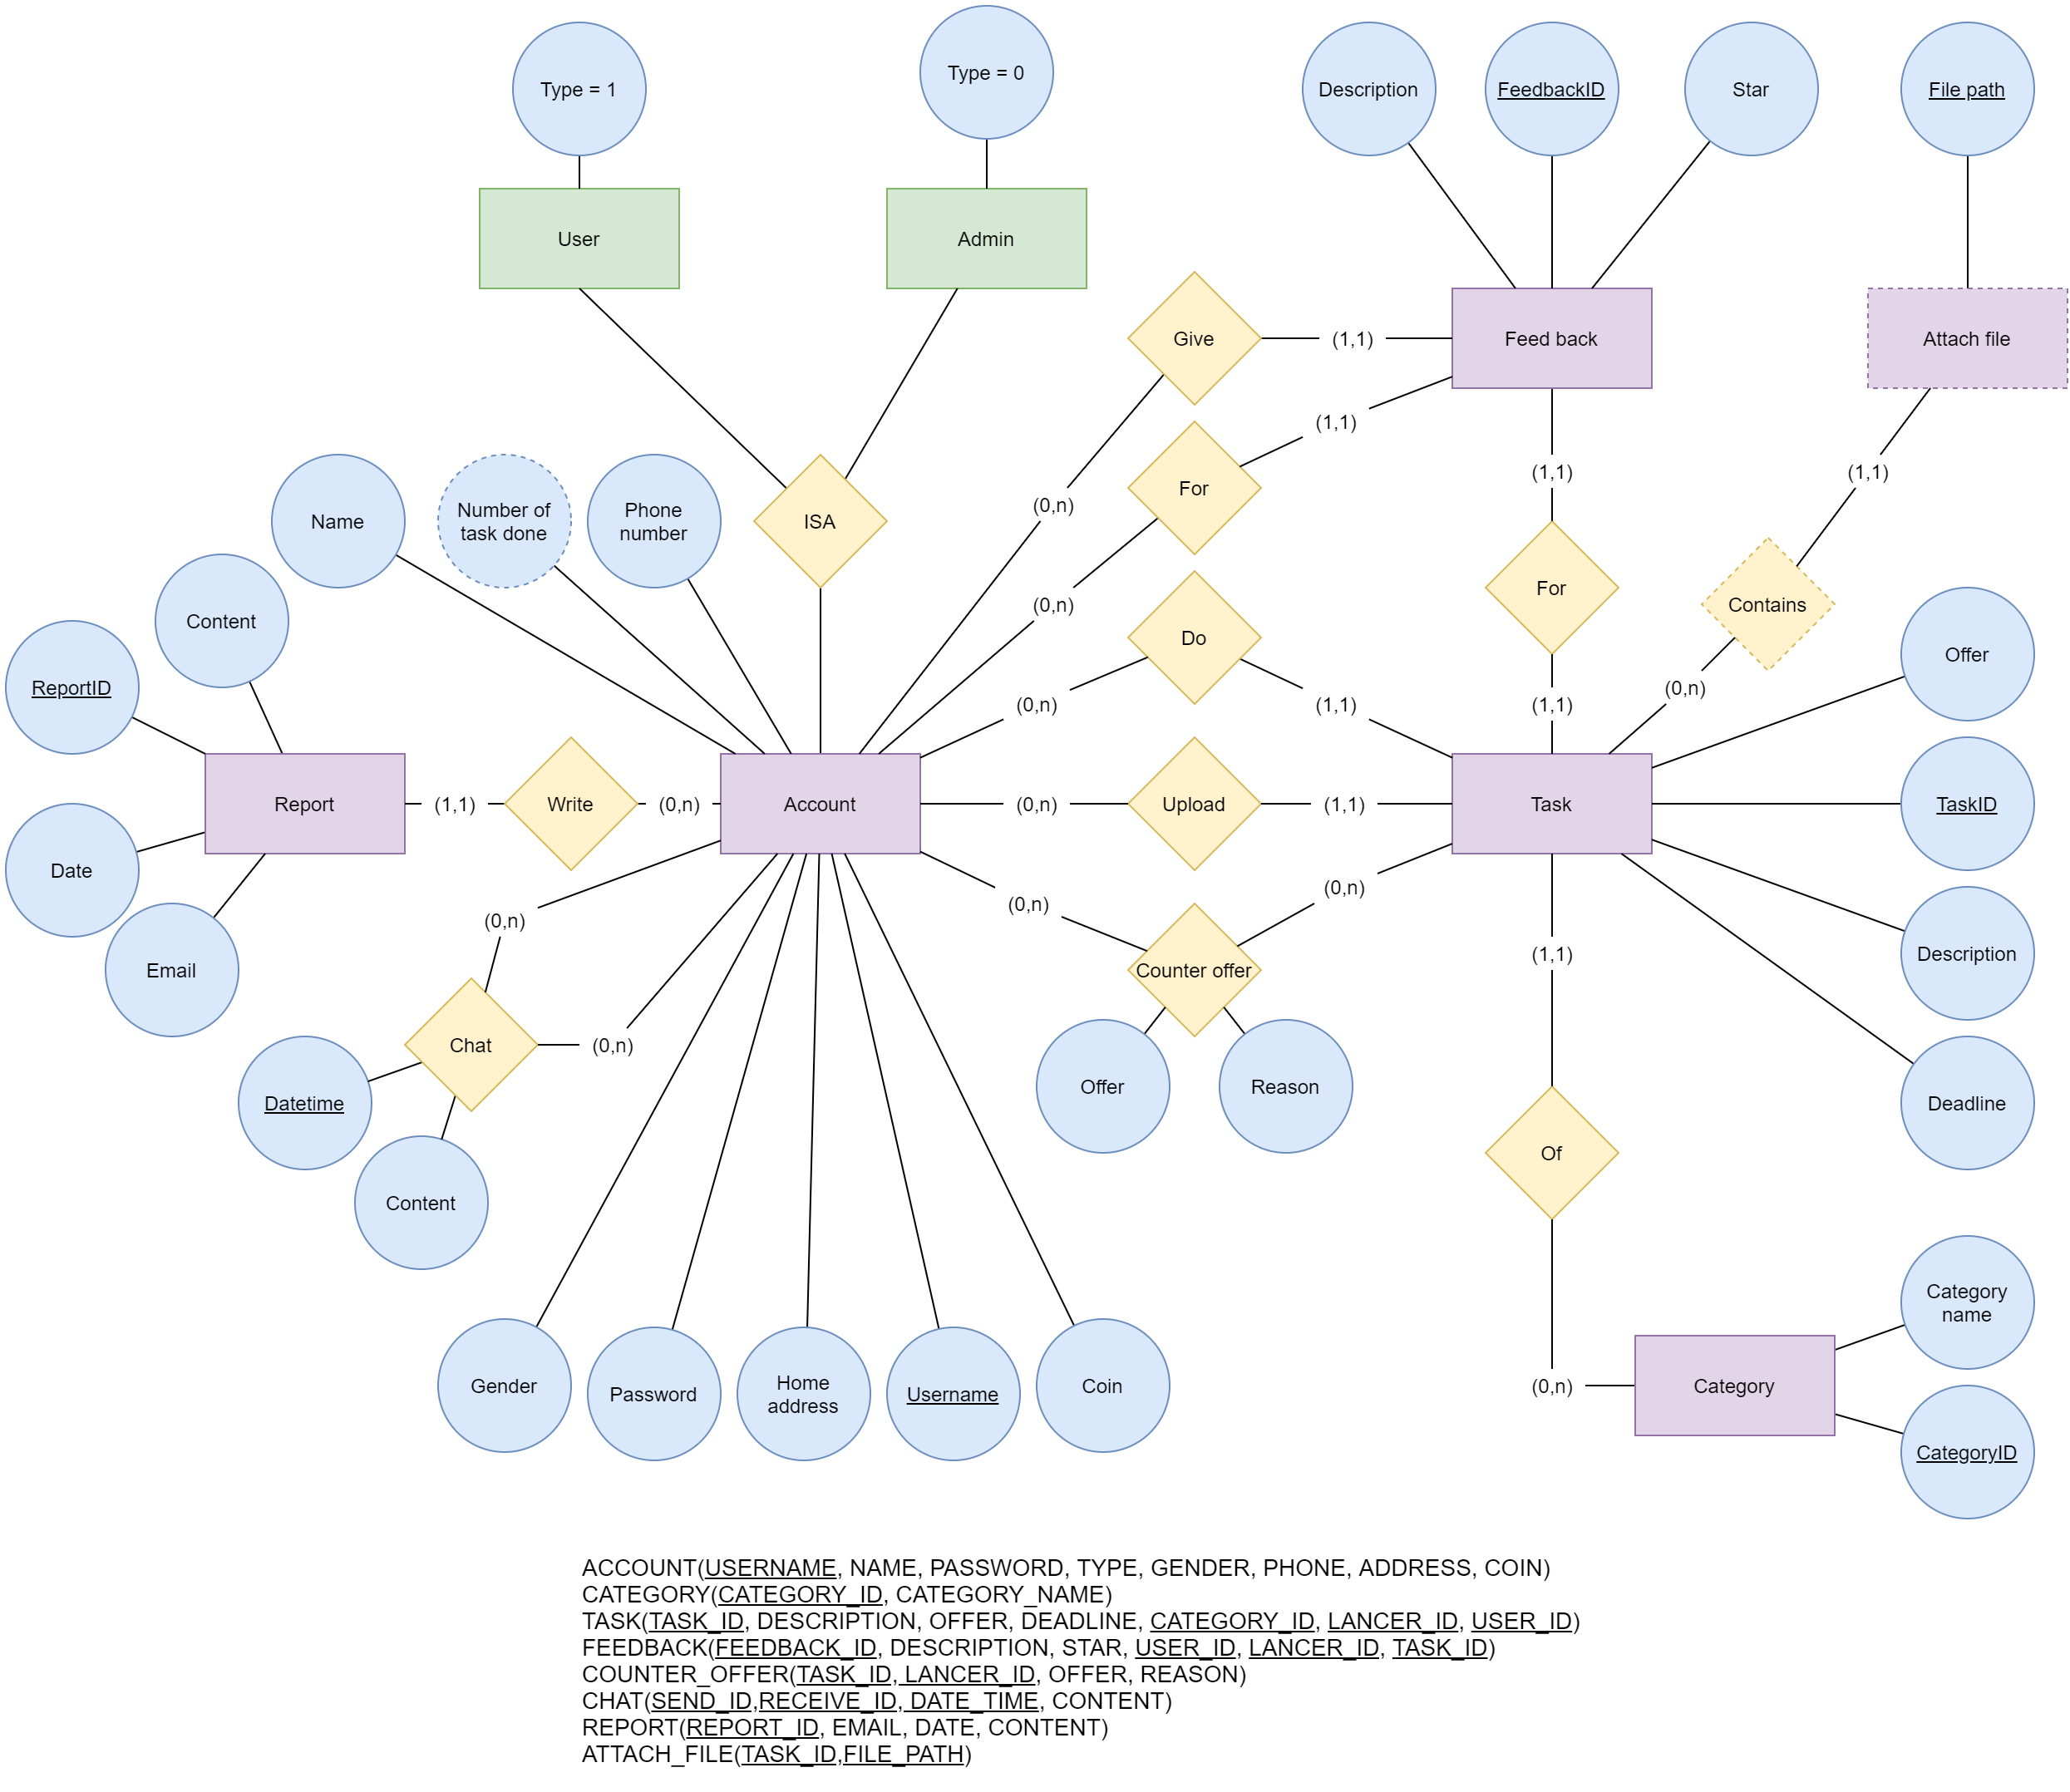 Type = 1
Type = 0
Description
FeedbackID
Star
File path
User
Admin
Give
(1,1)
Feed back
Attach file
(1,1)
(1,1)
(1,1)
Name
Number of
task done
Phone
number
ISA
(0,n)
For
For
Contains
Content
(0,n)
Do
Offer
ReportID
(0,n)
(1,1)
(1,1)
(0,n)
Report
(1,1)
Write
(0,n)
Account
(0,n)
Upload
(1,1)
Task
TaskID
Date
(0,n)
(0,n)
(0,n)
(1,1)
Description
Email
Counter offer
Chat
(0,n)
Offer
Reason
Datetime
Deadline
Of
Content
Category
name
Gender
Password
Home
address
Username
Coin
(0,n)
Category
CategoryID
ACCOUNT(USERNAME, NAME, PASSWORD, TYPE, GENDER, PHONE, ADDRESS, COIN)
CATEGORY(CATEGORY_ID, CATEGORY_NAME)
TASK(TASK_ID, DESCRIPTION, OFFER, DEADLINE, CATEGORY_ID, LANCER_ID, USER_ID)
FEEDBACK(FEEDBACK_ID, DESCRIPTION, STAR, USER_ID, LANCER_ID, TASK_ID)
COUNTER_OFFER(TASK_ID, LANCER_ID, OFFER, REASON)
CHAT(SEND_ID,RECEIVE_ID, DATE_TIME, CONTENT)
REPORT(REPORT_ID, EMAIL, DATE, CONTENT)
ATTACH_FILE(TASK_ID,FILE_PATH)